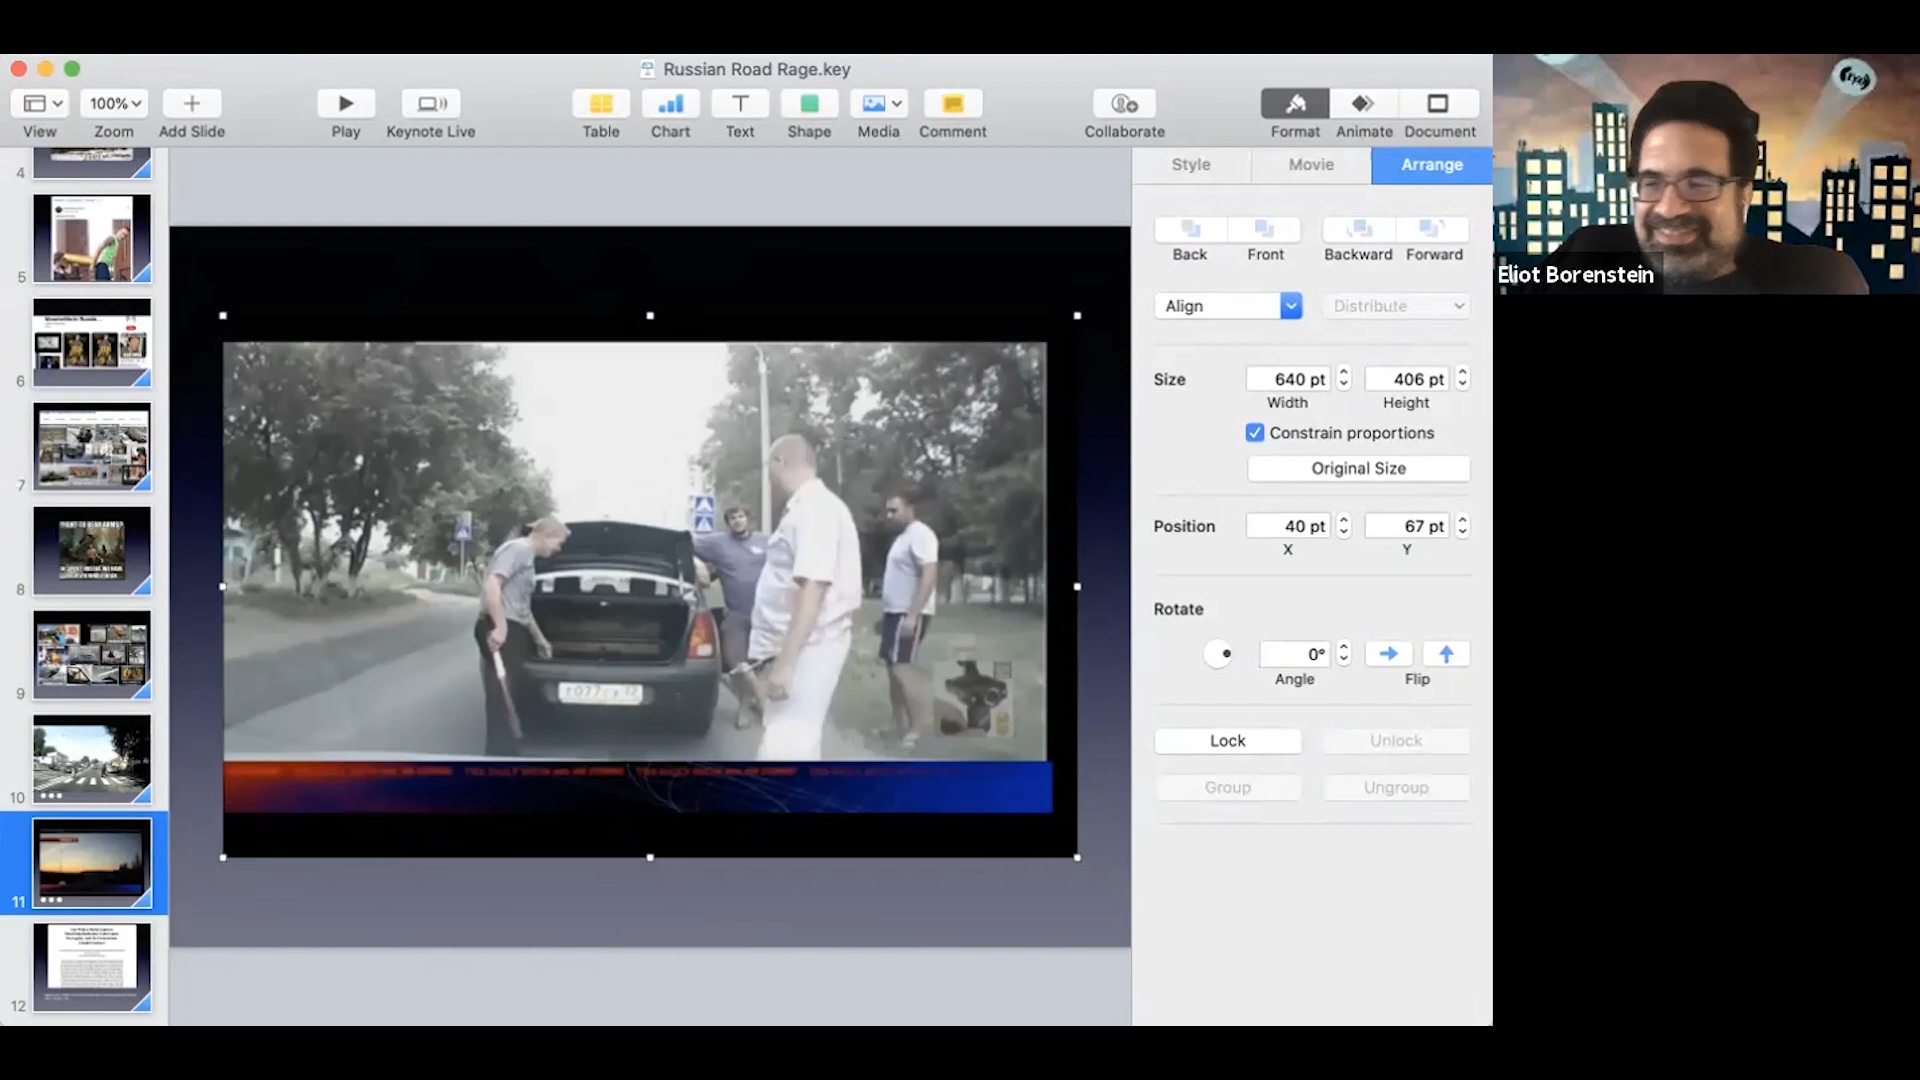 Russian Road Rage.key
100%
View
Zoom
Add Slide
Play
Keynote Live
Table
Chart
Text
Shape
Media
Comment
Collaborate
Format
Animate
Document
4
5
6
7
8
9
10
11
12
Style
Movie
Arrange
Back
Front
Backward
Forward
Align
Distribute
Size
640 pt
406 pt
Width
Height
Constrain proportions
Original Size
Position
40 pt
67 pt
X
Y
Rotate
0°
Angle
Flip
Lock
Unlock
Group
Ungroup
Eliot Borenstein